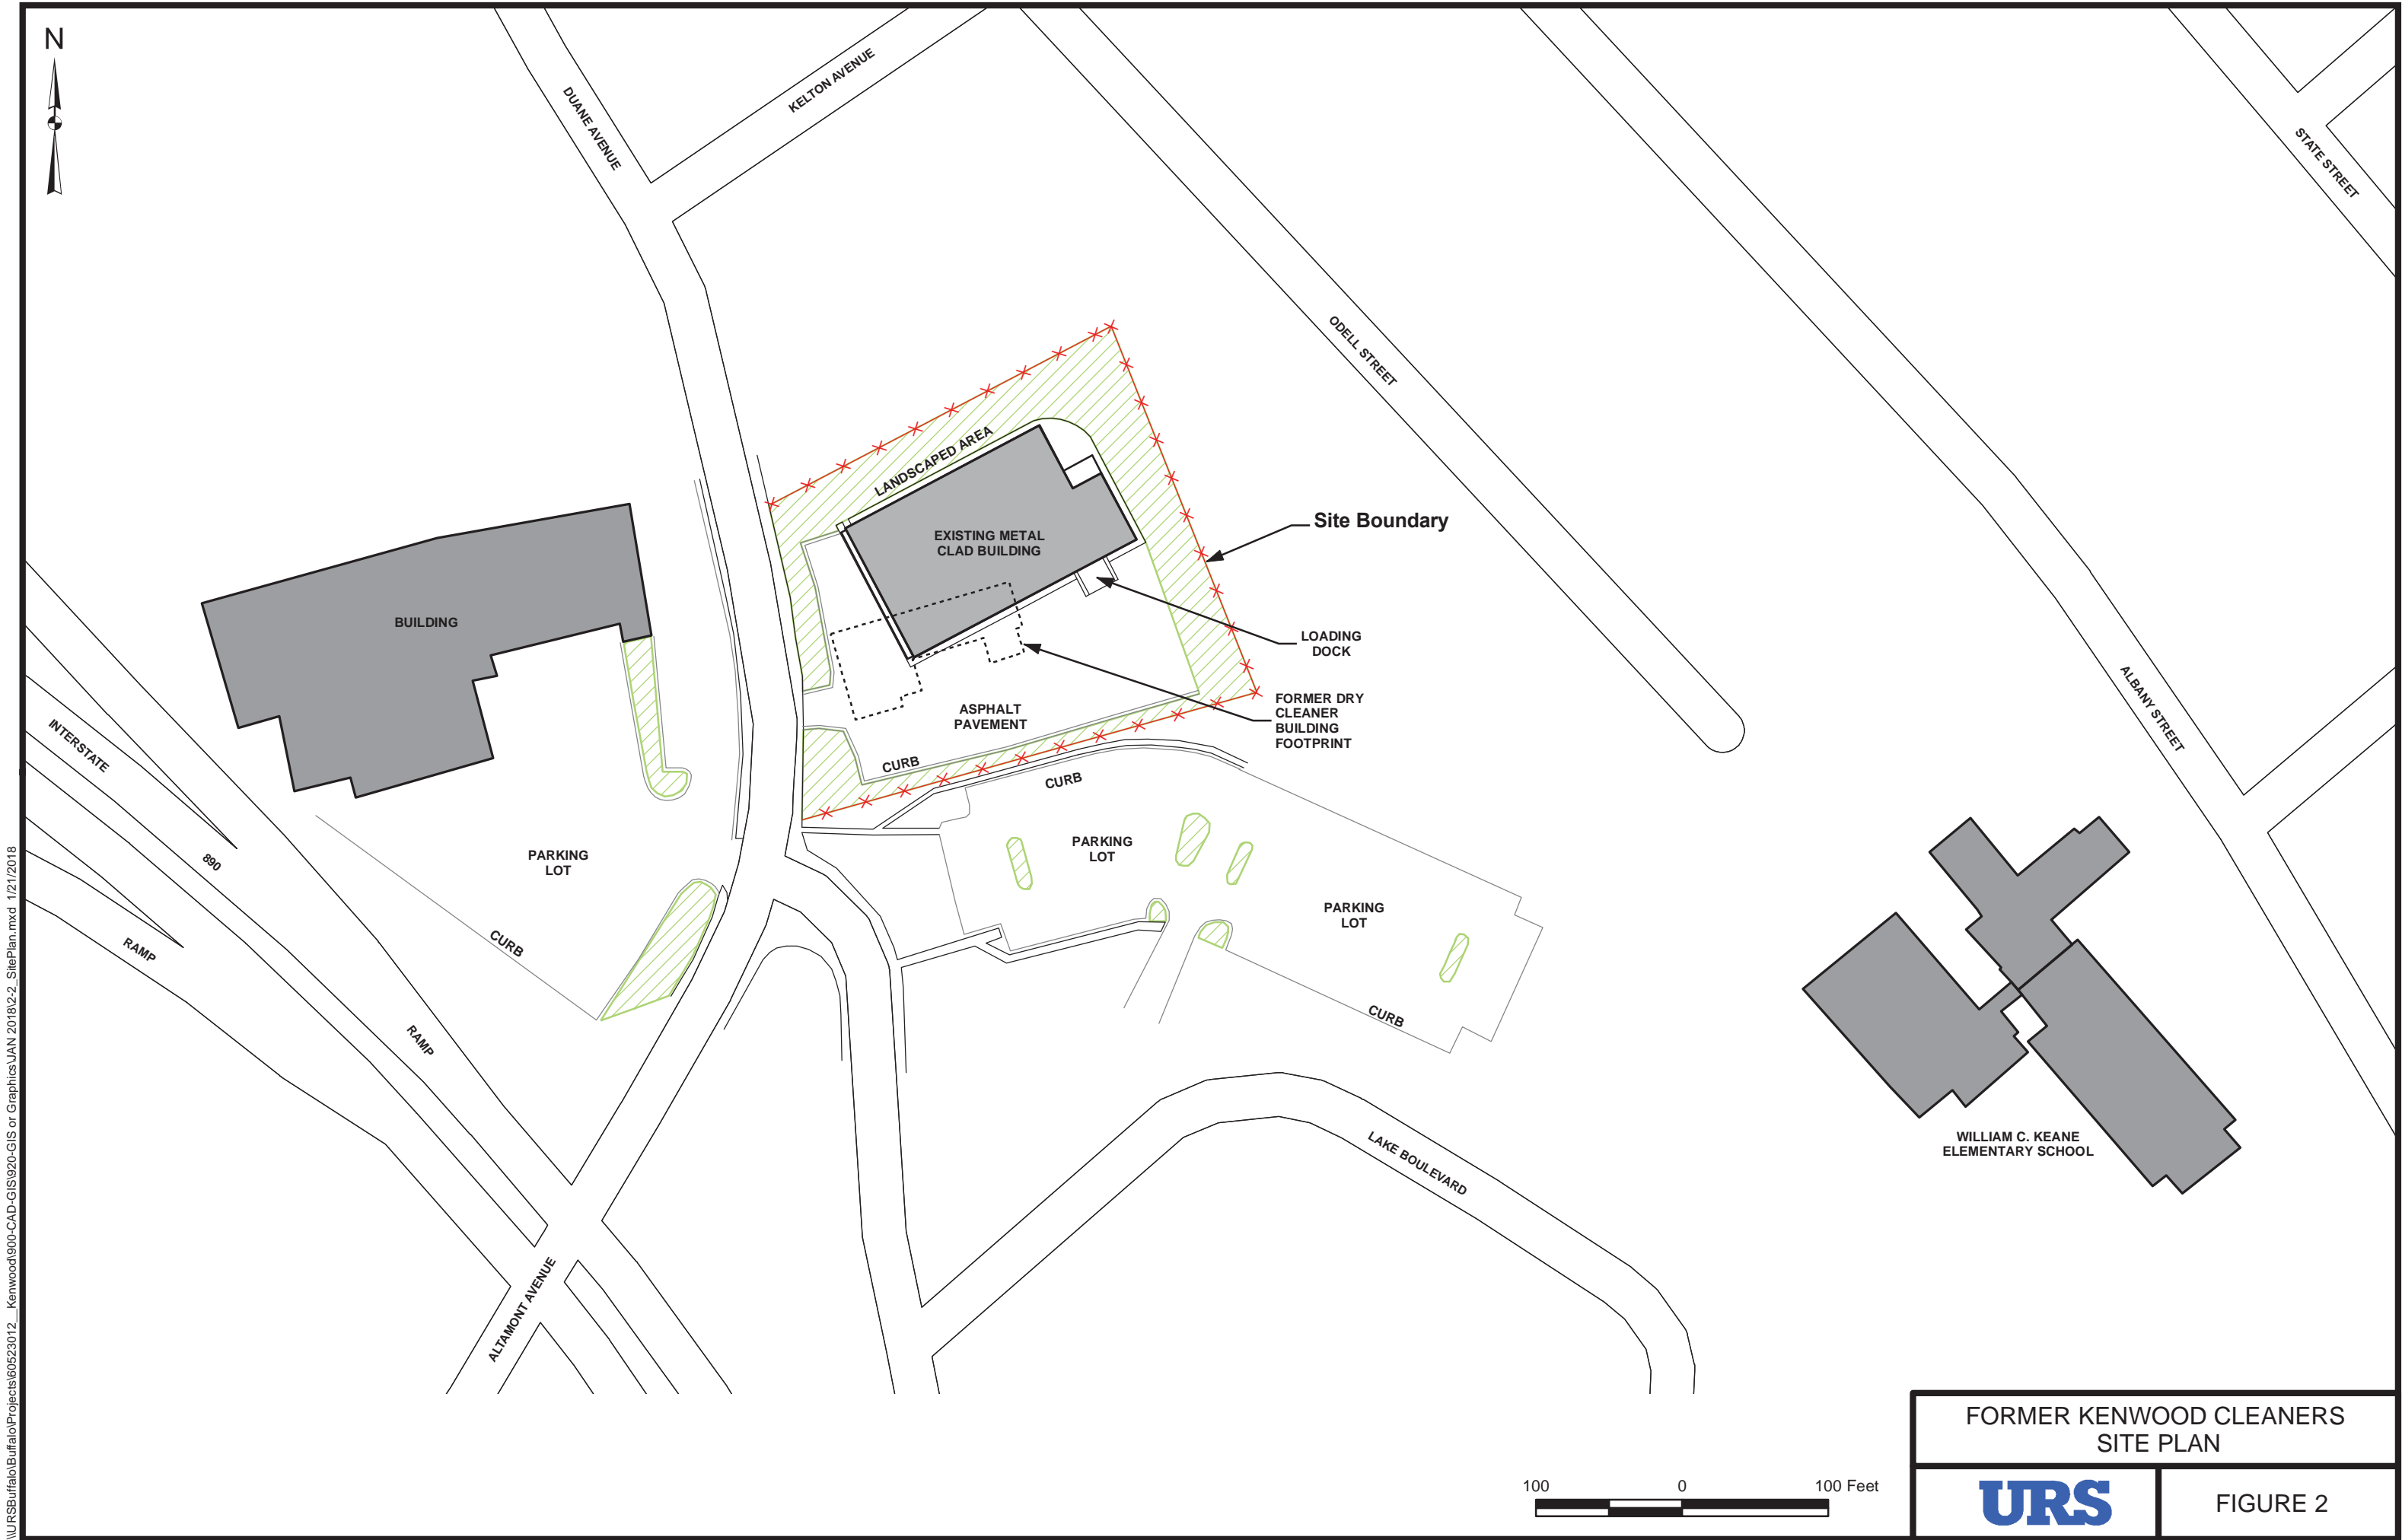 N
DUANE AVENUE
KELTON AVENUE
STATE STREET
ODELL STREET
LANDSCAPED AREA
Site Boundary
EXISTING METAL
CLAD BUILDING
BUILDING
LOADING
DOCK
ALBANY STREET
FORMER DRY
CLEANER
BUILDING
FOOTPRINT
ASPHALT
PAVEMENT
INTERSTATE
CURB
CURB
890
PARKING
LOT
PARKING
LOT
PARKING
LOT
CURB
RAMP
CURB
RAMP
WILLIAM C. KEANE
ELEMENTARY SCHOOL
LAKE BOULEVARD
ALTAMONT AVENUE
100 0 100 Feet
FORMER KENWOOD CLEANERS
SITE PLAN
URS
FIGURE 2
\\URSBuffalo\Buffalo\Projects\60523012__Kenwood\900-CAD-GIS\920-GIS or Graphics\JAN 2018\2-2_SitePlan.mxd 1/21/2018